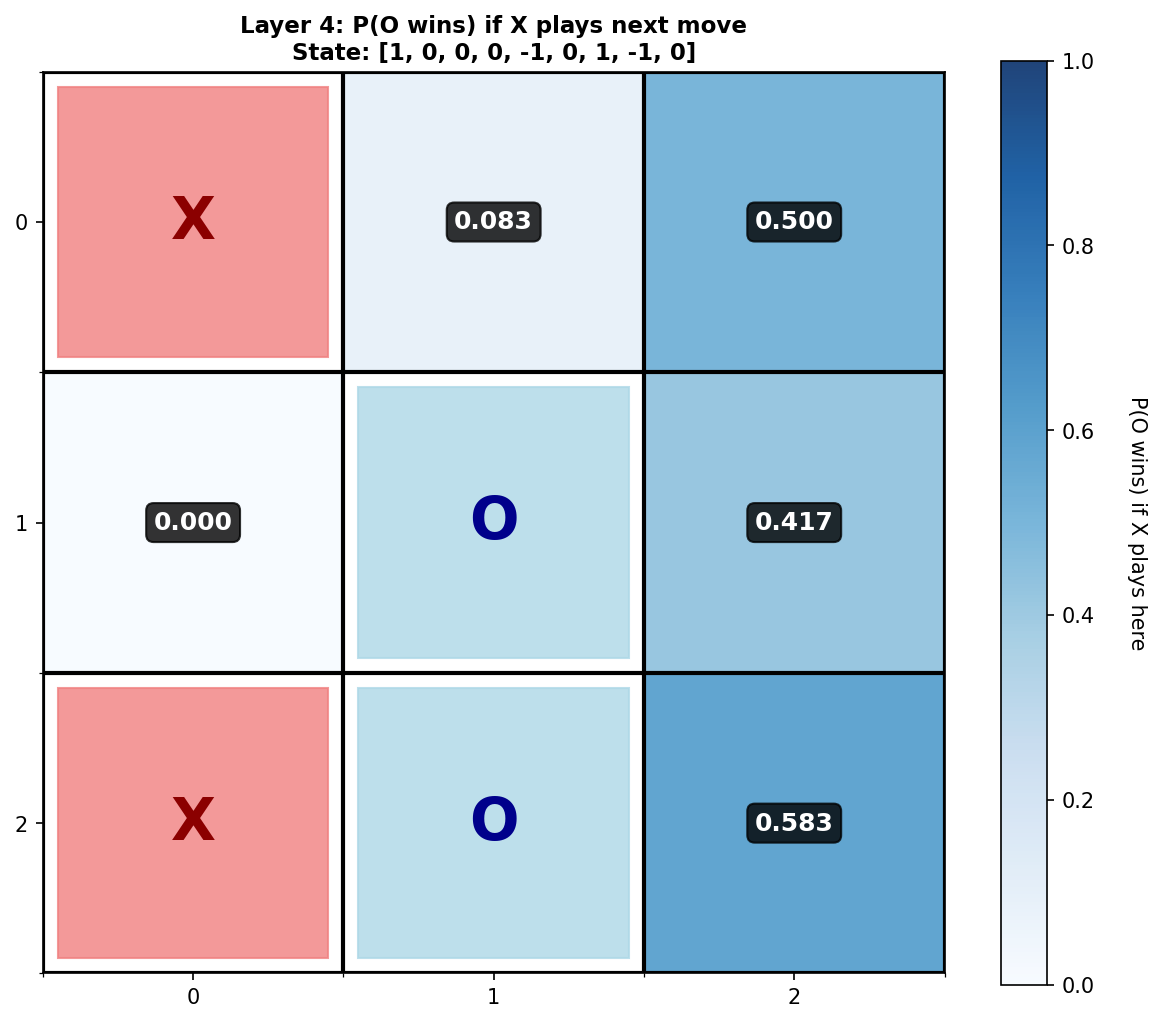 Layer 4: P(O wins) if X plays next move
State: [1, 0, 0, 0, -1, 0, 1, -1, 0]
0
X
0.083
0.500
1
0.000
O
0.417
2
X
O
0.583
0
1
2
1.0
0.8
0.6
0.4
0.2
0.0
P(O wins) if X plays here